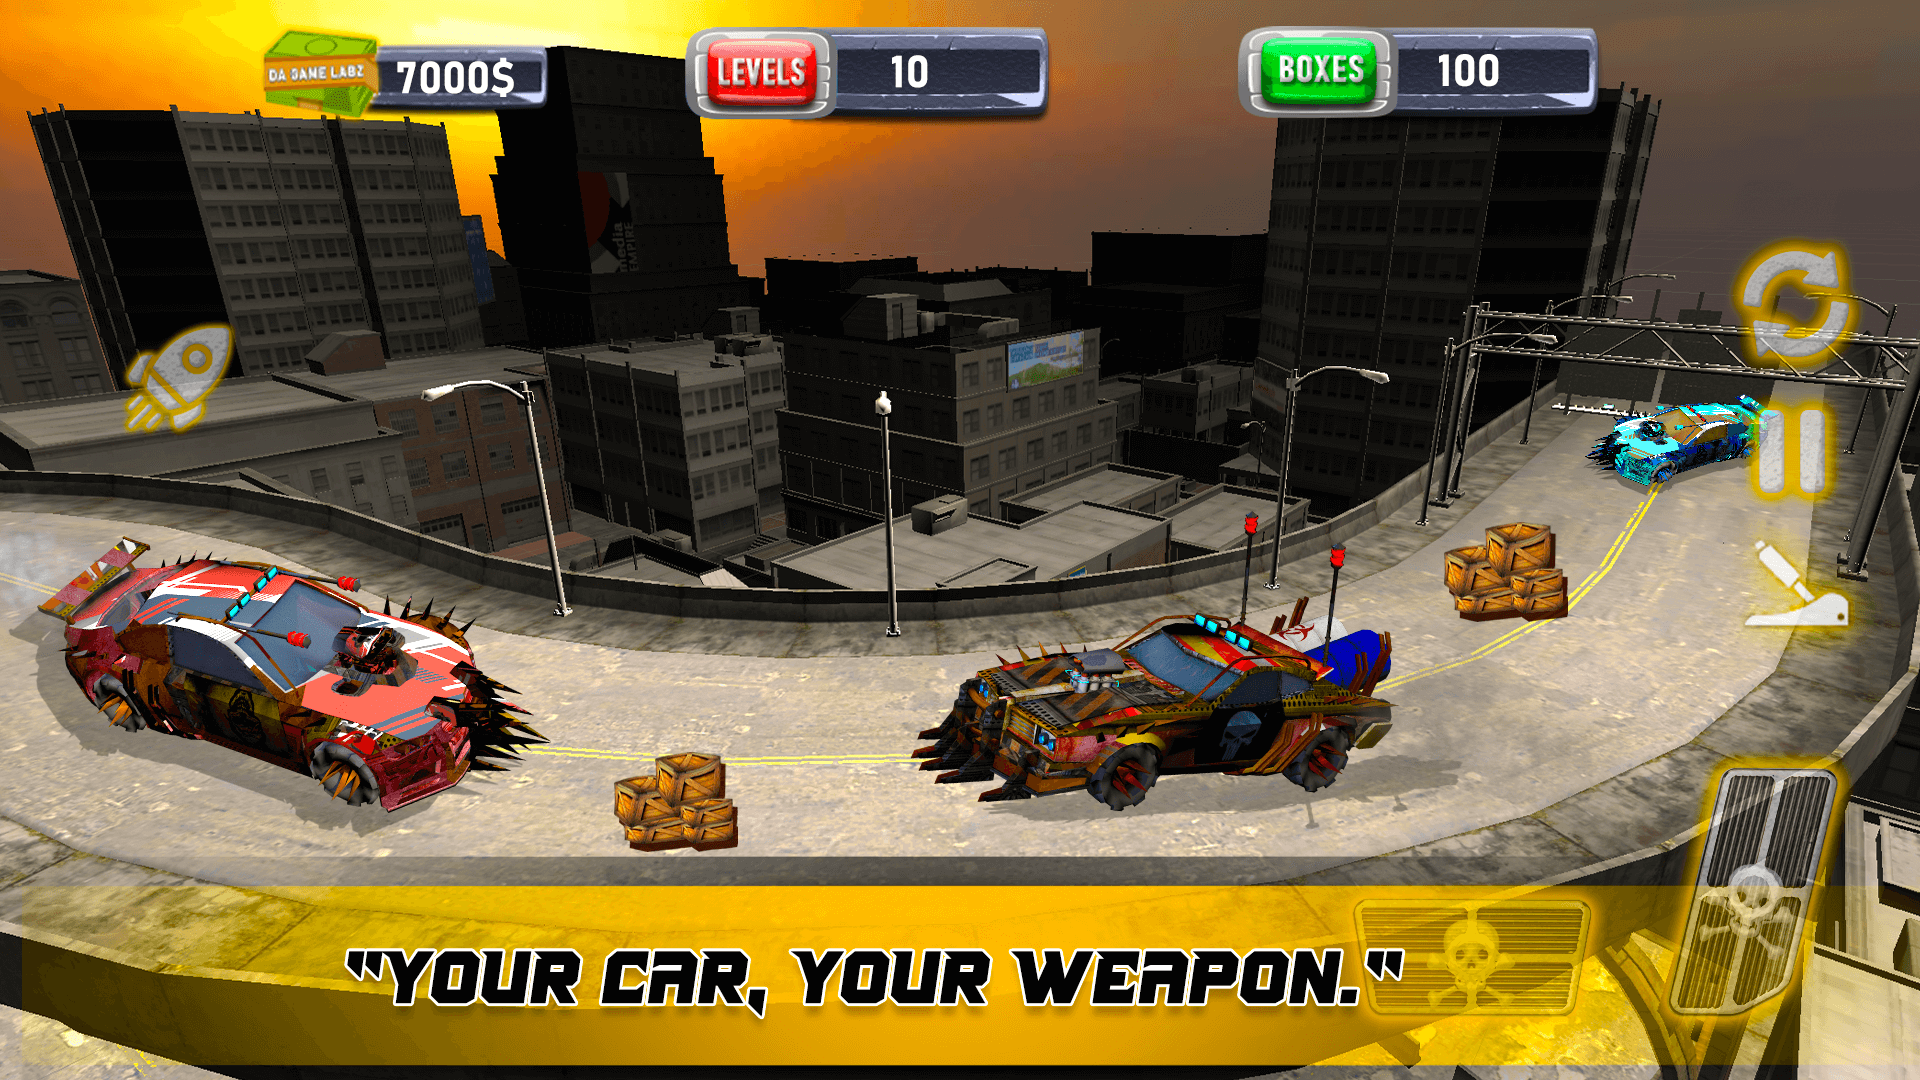 DA GAME LABZ
7000$
LEVELS
10
BOXES
100
media
EMPIRE
"YOUR CAR, YOUR WEAPON."